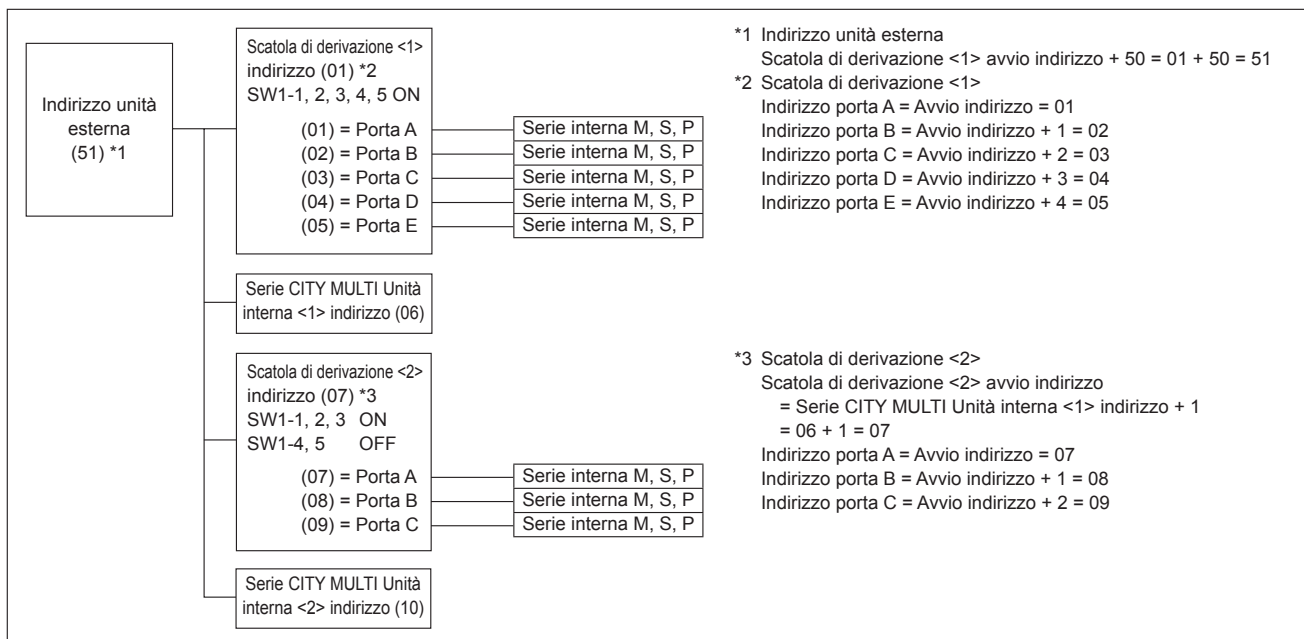 Indirizzo unità
esterna
(51) *1
Scatola di derivazione <1>
indirizzo (01) *2
SW1-1, 2, 3, 4, 5 ON
(01) = Porta A
(02) = Porta B
(03) = Porta C
(04) = Porta D
(05) = Porta E
Serie interna M, S, P
Serie interna M, S, P
Serie interna M, S, P
Serie interna M, S, P
Serie interna M, S, P
Serie CITY MULTI Unità
interna <1> indirizzo (06)
Scatola di derivazione <2>
indirizzo (07) *3
SW1-1, 2, 3 ON
SW1-4, 5 OFF
(07) = Porta A
(08) = Porta B
(09) = Porta C
Serie interna M, S, P
Serie interna M, S, P
Serie interna M, S, P
Serie CITY MULTI Unità
interna <2> indirizzo (10)
*1 Indirizzo unità esterna
Scatola di derivazione <1> avvio indirizzo + 50 = 01 + 50 = 51
*2 Scatola di derivazione <1>
Indirizzo porta A = Avvio indirizzo = 01
Indirizzo porta B = Avvio indirizzo + 1 = 02
Indirizzo porta C = Avvio indirizzo + 2 = 03
Indirizzo porta D = Avvio indirizzo + 3 = 04
Indirizzo porta E = Avvio indirizzo + 4 = 05
*3 Scatola di derivazione <2>
Scatola di derivazione <2> avvio indirizzo
= Serie CITY MULTI Unità interna <1> indirizzo + 1
= 06 + 1 = 07
Indirizzo porta A = Avvio indirizzo = 07
Indirizzo porta B = Avvio indirizzo + 1 = 08
Indirizzo porta C = Avvio indirizzo + 2 = 09